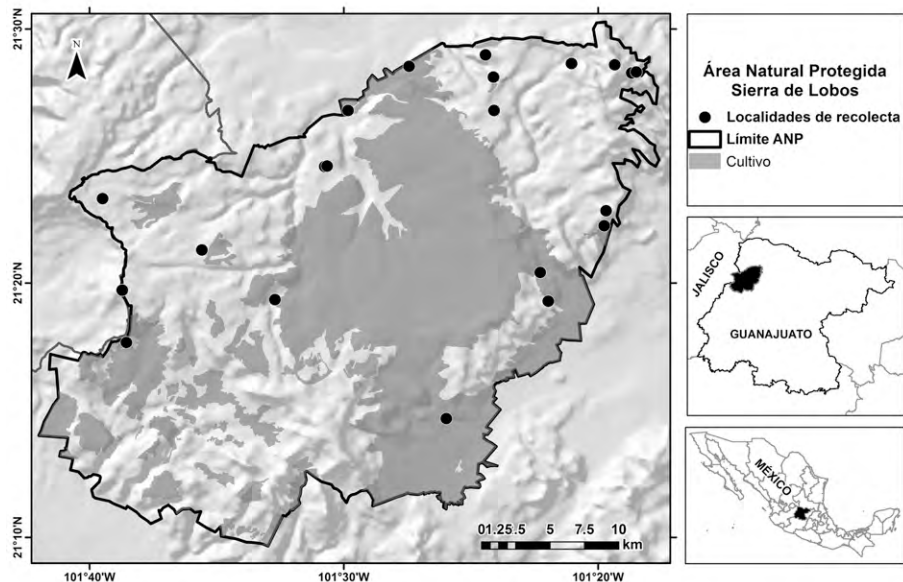 21°30'N
21°20'N
21°10'N
N
101°40'W
101°30'W
101°20'W
01.252.5 5 7.5 10
km
Área Natural Protegida
Sierra de Lobos
Localidades de recolecta
Límite ANP
Cultivo
JALISCO
GUANAJUATO
MÉXICO